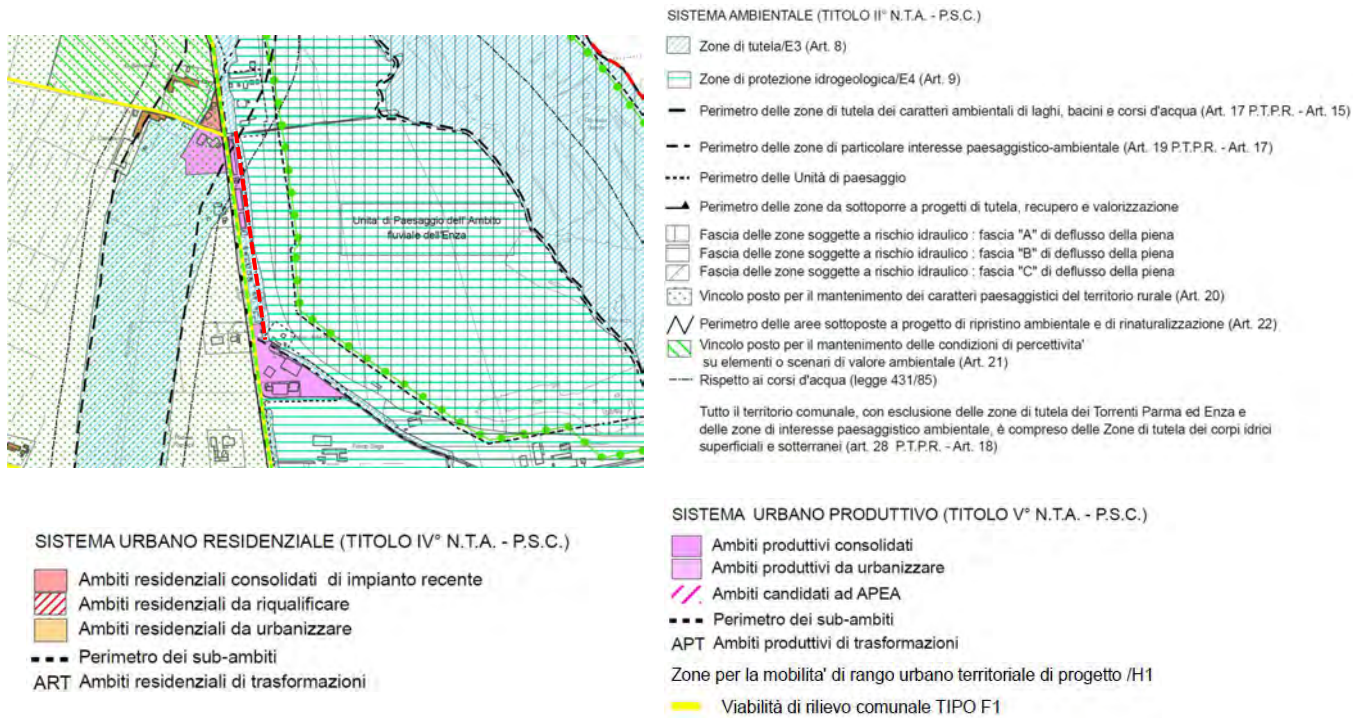 SISTEMA AMBIENTALE (TITOLO II° N.T.A. - P.S.C.)
Zone di tutela/E3 (Art. 8)
Zone di protezione idrogeologica/E4 (Art. 9)
Perimetro delle zone di tutela dei caratteri ambientali di laghi, bacini e corsi d'acqua (Art. 17 P.T.P.R. - Art. 15)
Perimetro delle zone di particolare interesse paesaggistico-ambientale (Art. 19 P.T.P.R. - Art. 17)
Perimetro delle Unità di paesaggio
Perimetro delle zone da sottoporre a progetti di tutela, recupero e valorizzazione
Fascia delle zone soggette a rischio idraulico : fascia "A" di deflusso della piena
Fascia delle zone soggette a rischio idraulico : fascia "B" di deflusso della piena
Fascia delle zone soggette a rischio idraulico : fascia "C" di deflusso della piena
Vincolo posto per il mantenimento dei caratteri paesaggistici del territorio rurale (Art. 20)
Perimetro delle aree sottoposte a progetto di ripristino ambientale e di rinaturalizzazione (Art. 22)
Vincolo posto per il mantenimento delle condizioni di percettivita'
su elementi o scenari di valore ambientale (Art. 21)
Rispetto ai corsi d'acqua (legge 431/85)
Tutto il territorio comunale, con esclusione delle zone di tutela dei Torrenti Parma ed Enza e
delle zone di interesse paesaggistico ambientale, è compreso delle Zone di tutela dei corpi idrici
superficiali e sotterranei (art. 28 P.T.P.R. - Art. 18)
Unita' di Paesaggio dell'Ambito
fluviale dell'Enza
SISTEMA URBANO RESIDENZIALE (TITOLO IV° N.T.A. - P.S.C.)
Ambiti residenziali consolidati di impianto recente
Ambiti residenziali da riqualificare
Ambiti residenziali da urbanizzare
Perimetro dei sub-ambiti
ART Ambiti residenziali di trasformazioni
SISTEMA URBANO PRODUTTIVO (TITOLO V° N.T.A. - P.S.C.)
Ambiti produttivi consolidati
Ambiti produttivi da urbanizzare
Ambiti candidati ad APEA
Perimetro dei sub-ambiti
APT Ambiti produttivi di trasformazioni
Zone per la mobilita' di rango urbano territoriale di progetto /H1
Viabilità di rilievo comunale TIPO F1